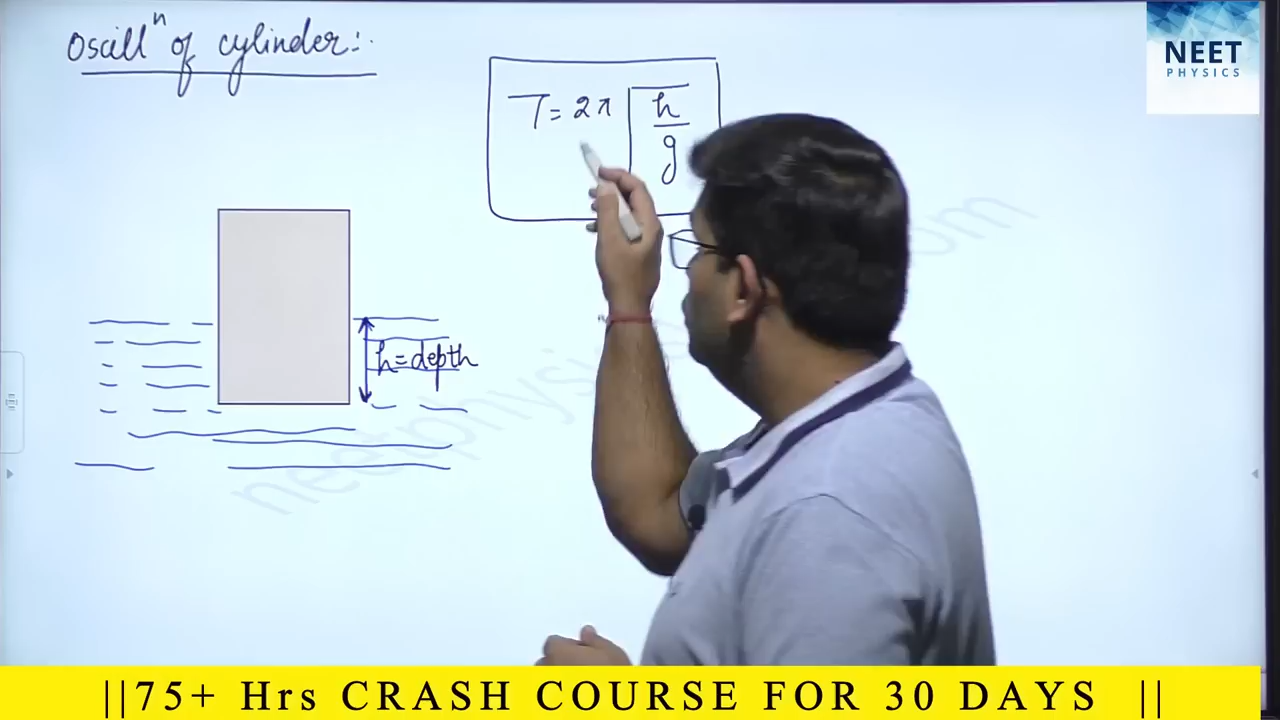 Oscillⁿ of cylinder:-
T = 2π √(h/g)
h = depth
NEET
PHYSICS
||75+ Hrs CRASH COURSE FOR 30 DAYS ||